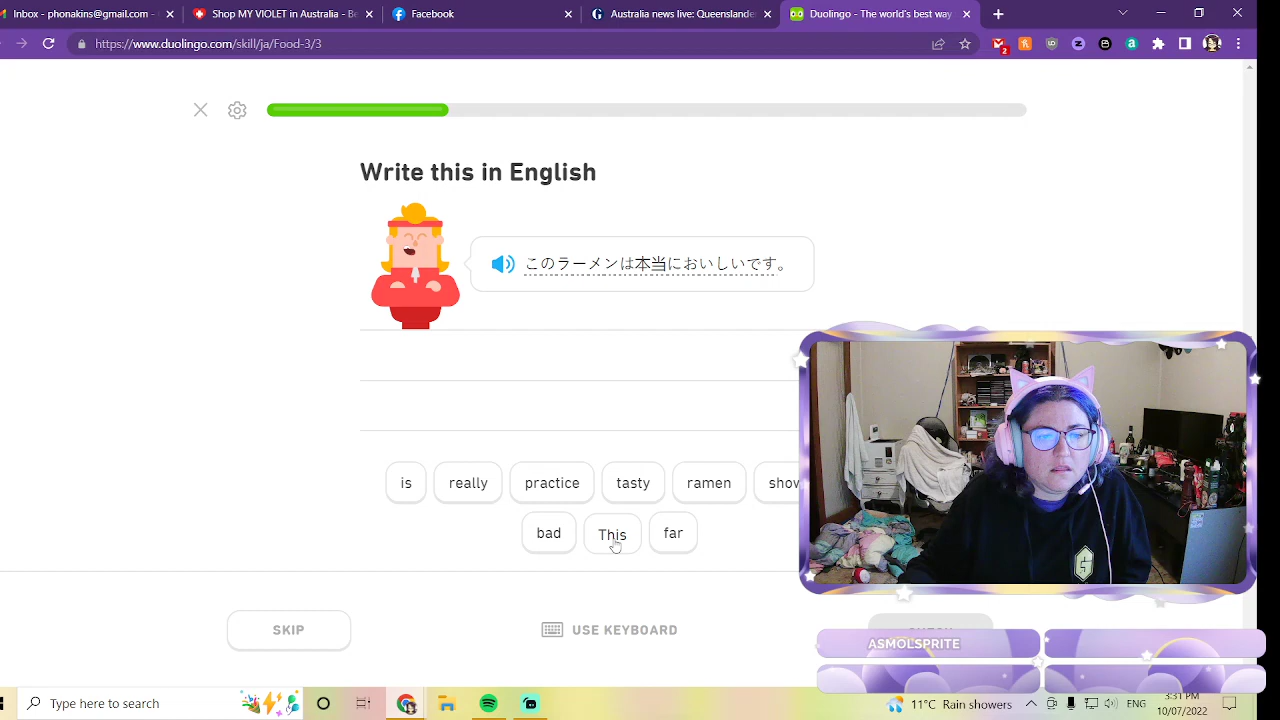 Inbox - phonakins@gmail.com
Shop MY VIOLET in Australia - Be
Facebook
Australia news live: Queenslander
Duolingo - The world's best way
https://www.duolingo.com/skill/ja/Food-3/3
2
Write this in English
このラーメンは本当においしいです。
is really practice tasty ramen
bad This far
SKIP
USE KEYBOARD
ASMOLSPRITE
Type here to search
11°C Rain showers
3:31 PM
10/07/2022